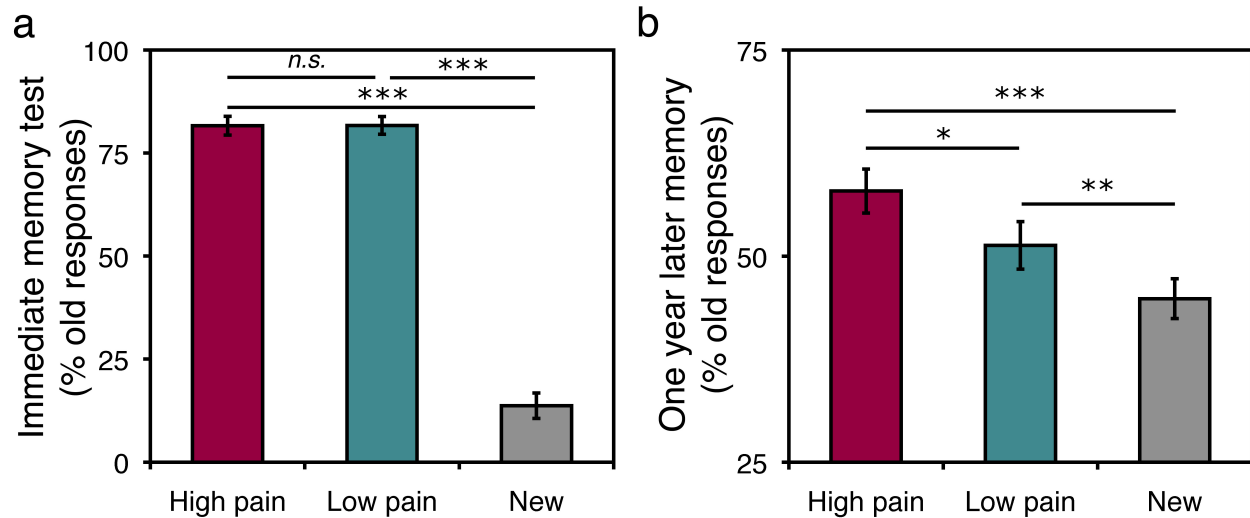 a
Immediate memory test
(% old responses)
100
75
50
25
0
n.s.
***
***
High pain
Low pain
New
b
One year later memory
(% old responses)
75
50
25
***
*
**
High pain
Low pain
New